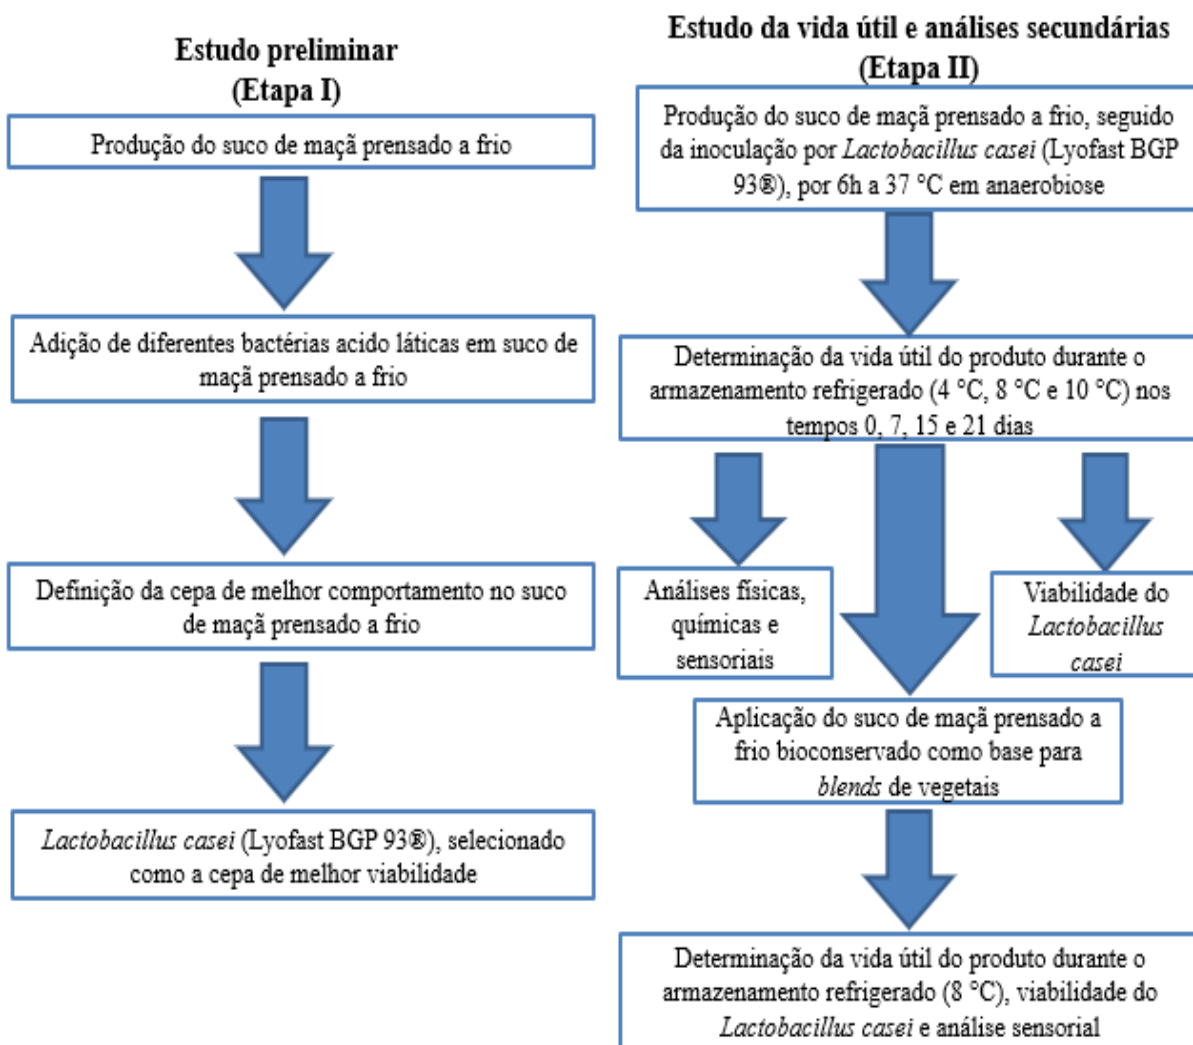 Estudo preliminar
(Etapa I)
Produção do suco de maçã prensado a frio
Adição de diferentes bactérias acido láticas em suco de
maçã prensado a frio
Definição da cepa de melhor comportamento no suco
de maçã prensado a frio
Lactobacillus casei (Lyofast BGP 93®), selecionado
como a cepa de melhor viabilidade
Estudo da vida útil e análises secundárias
(Etapa II)
Produção do suco de maçã prensado a frio, seguido
da inoculação por Lactobacillus casei (Lyofast BGP
93®), por 6h a 37 °C em anaerobiose
Determinação da vida útil do produto durante o
armazenamento refrigerado (4 °C, 8 °C e 10 °C) nos
tempos 0, 7, 15 e 21 dias
Análises físicas,
químicas e
sensoriais
Viabilidade do
Lactobacillus
casei
Aplicação do suco de maçã prensado a
frio bioconservado como base para
blends de vegetais
Determinação da vida útil do produto durante o
armazenamento refrigerado (8 °C), viabilidade do
Lactobacillus casei e análise sensorial